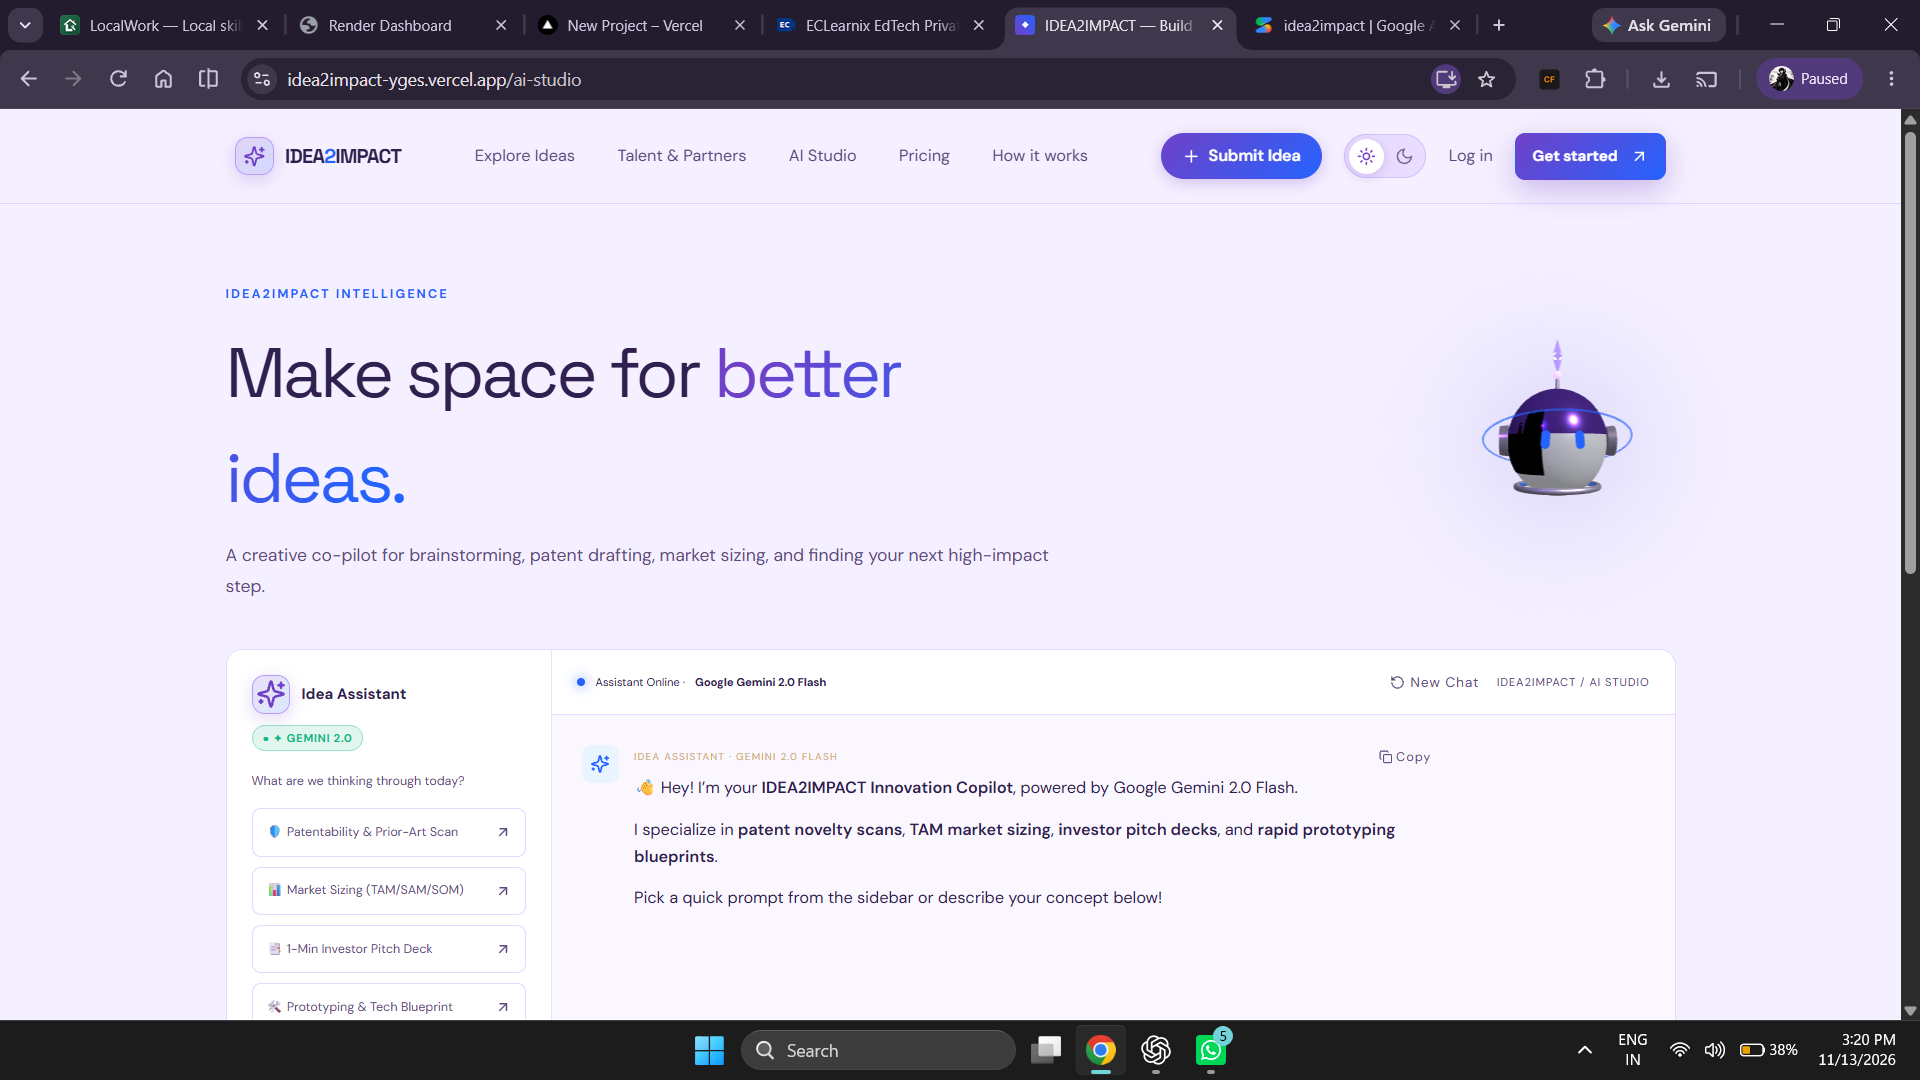 LocalWork — Local skil
Render Dashboard
New Project – Vercel
EC
ECLearnix EdTech Priva
IDEA2IMPACT — Build
idea2impact | Google A
Ask Gemini
idea2impact-yges.vercel.app/ai-studio
CF
Paused
IDEA2IMPACT
Explore Ideas
Talent & Partners
AI Studio
Pricing
How it works
+ Submit Idea
Log in
Get started
IDEA2IMPACT INTELLIGENCE
Make space for better
ideas.
A creative co-pilot for brainstorming, patent drafting, market sizing, and finding your next high-impact
step.
Idea Assistant
• ✦ GEMINI 2.0
What are we thinking through today?
Patentability & Prior-Art Scan
Market Sizing (TAM/SAM/SOM)
1-Min Investor Pitch Deck
Prototyping & Tech Blueprint
Assistant Online · Google Gemini 2.0 Flash
New Chat
IDEA2IMPACT / AI STUDIO
IDEA ASSISTANT · GEMINI 2.0 FLASH
Copy
👋 Hey! I’m your IDEA2IMPACT Innovation Copilot, powered by Google Gemini 2.0 Flash.
I specialize in patent novelty scans, TAM market sizing, investor pitch decks, and rapid prototyping
blueprints.
Pick a quick prompt from the sidebar or describe your concept below!
Search
5
ENG
IN
38%
3:20 PM
11/13/2026